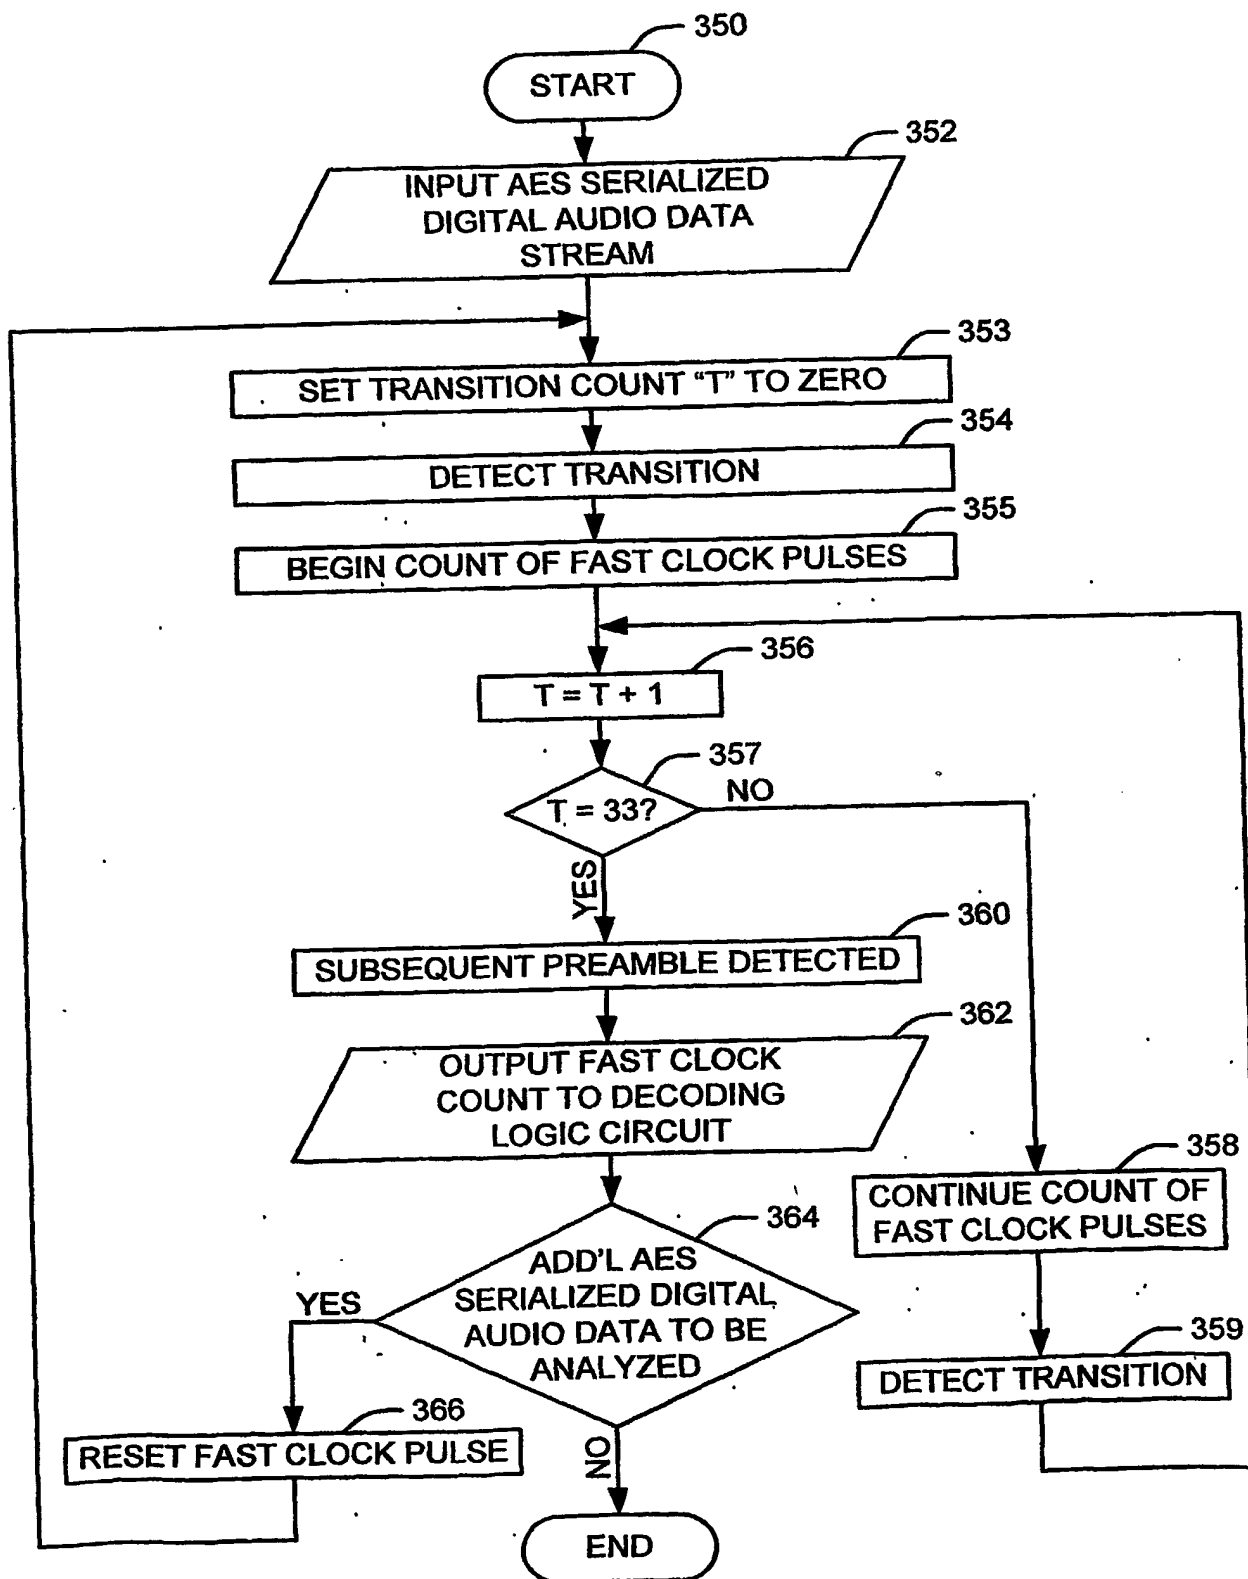 350
START
352
INPUT AES SERIALIZED
DIGITAL AUDIO DATA
STREAM
353
SET TRANSITION COUNT "T" TO ZERO
354
DETECT TRANSITION
355
BEGIN COUNT OF FAST CLOCK PULSES
356
T = T + 1
357
T = 33?
NO
YES
360
SUBSEQUENT PREAMBLE DETECTED
362
OUTPUT FAST CLOCK
COUNT TO DECODING
LOGIC CIRCUIT
358
CONTINUE COUNT OF
FAST CLOCK PULSES
364
ADD'L AES
SERIALIZED DIGITAL
AUDIO DATA TO BE
ANALYZED
YES
359
DETECT TRANSITION
366
RESET FAST CLOCK PULSE
NO
END